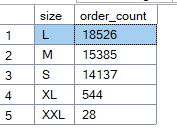 size order_count
1 L 18526
2 M 15385
3 S 14137
4 XL 544
5 XXL 28